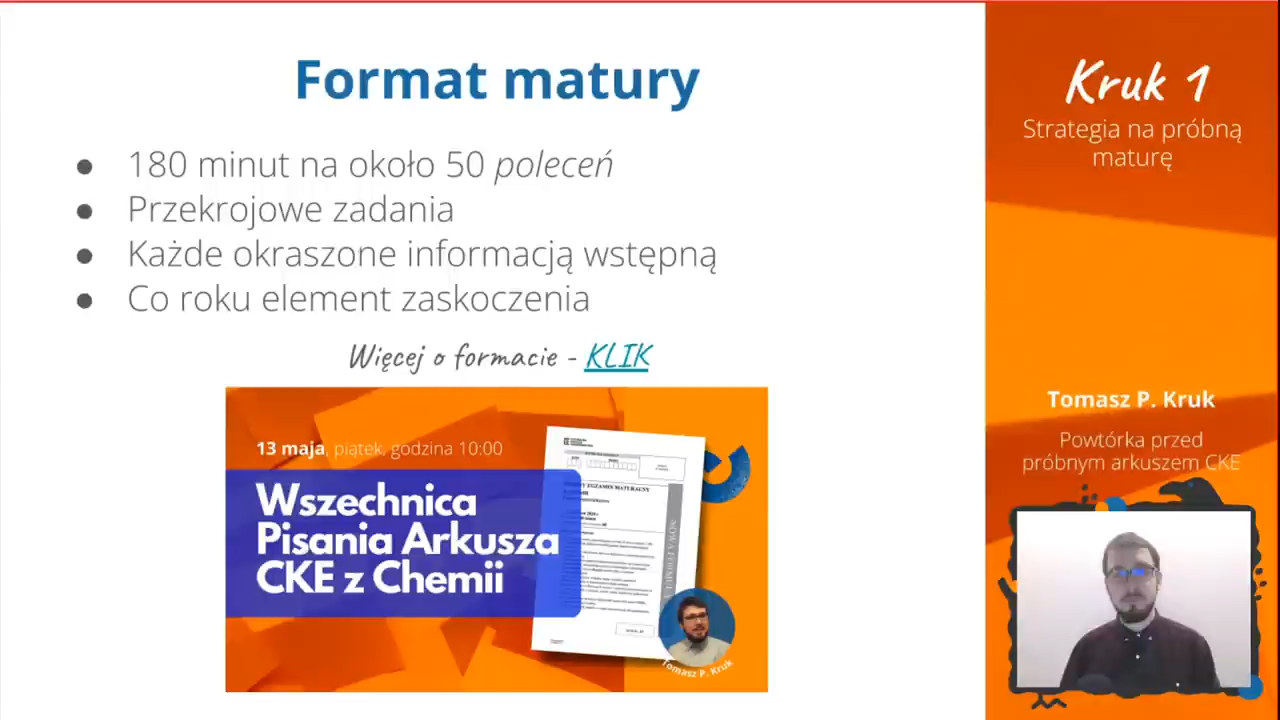 Format matury
● 180 minut na około 50 poleceń
● Przekrojowe zadania
● Każde okraszone informacją wstępną
● Co roku element zaskoczenia
Więcej o formacie - KLIK
13 maja, piątek, godzina 10:00
Wszechnica
Pisania Arkusza
CKE z Chemii
EGZAMIN MATURALNY
Tomasz P. Kruk
Kruk 1
Strategia na próbną
maturę
Tomasz P. Kruk
Powtórka przed
próbnym arkuszem CKE